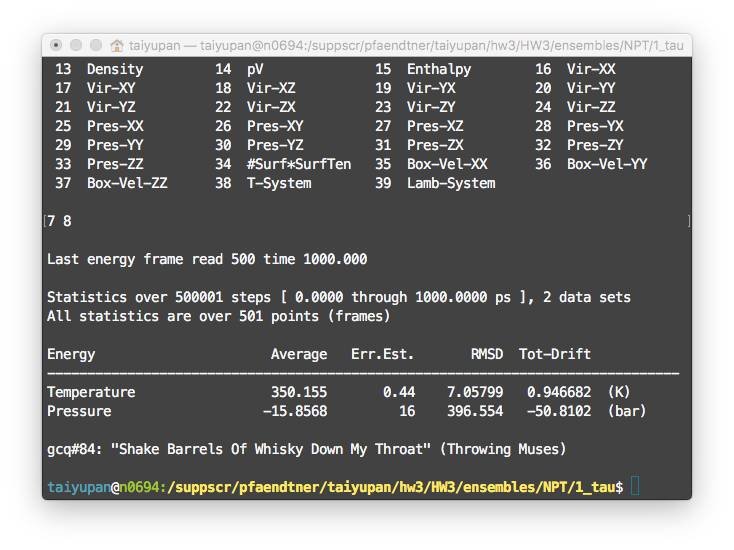 taiyupan — taiyupan@n0694:/suppscr/pfaendtner/taiyupan/hw3/HW3/ensembles/NPT/1_tau
13 Density 14 pV 15 Enthalpy 16 Vir-XX
17 Vir-XY 18 Vir-XZ 19 Vir-YX 20 Vir-YY
21 Vir-YZ 22 Vir-ZX 23 Vir-ZY 24 Vir-ZZ
25 Pres-XX 26 Pres-XY 27 Pres-XZ 28 Pres-YX
29 Pres-YY 30 Pres-YZ 31 Pres-ZX 32 Pres-ZY
33 Pres-ZZ 34 #Surf*SurfTen 35 Box-Vel-XX 36 Box-Vel-YY
37 Box-Vel-ZZ 38 T-System 39 Lamb-System
[7 8 ]
Last energy frame read 500 time 1000.000
Statistics over 500001 steps [ 0.0000 through 1000.0000 ps ], 2 data sets
All statistics are over 501 points (frames)
Energy Average Err.Est. RMSD Tot-Drift
-------------------------------------------------------------------------------
Temperature 350.155 0.44 7.05799 0.946682 (K)
Pressure -15.8568 16 396.554 -50.8102 (bar)
gcq#84: "Shake Barrels Of Whisky Down My Throat" (Throwing Muses)
taiyupan@n0694:/suppscr/pfaendtner/taiyupan/hw3/HW3/ensembles/NPT/1_tau$